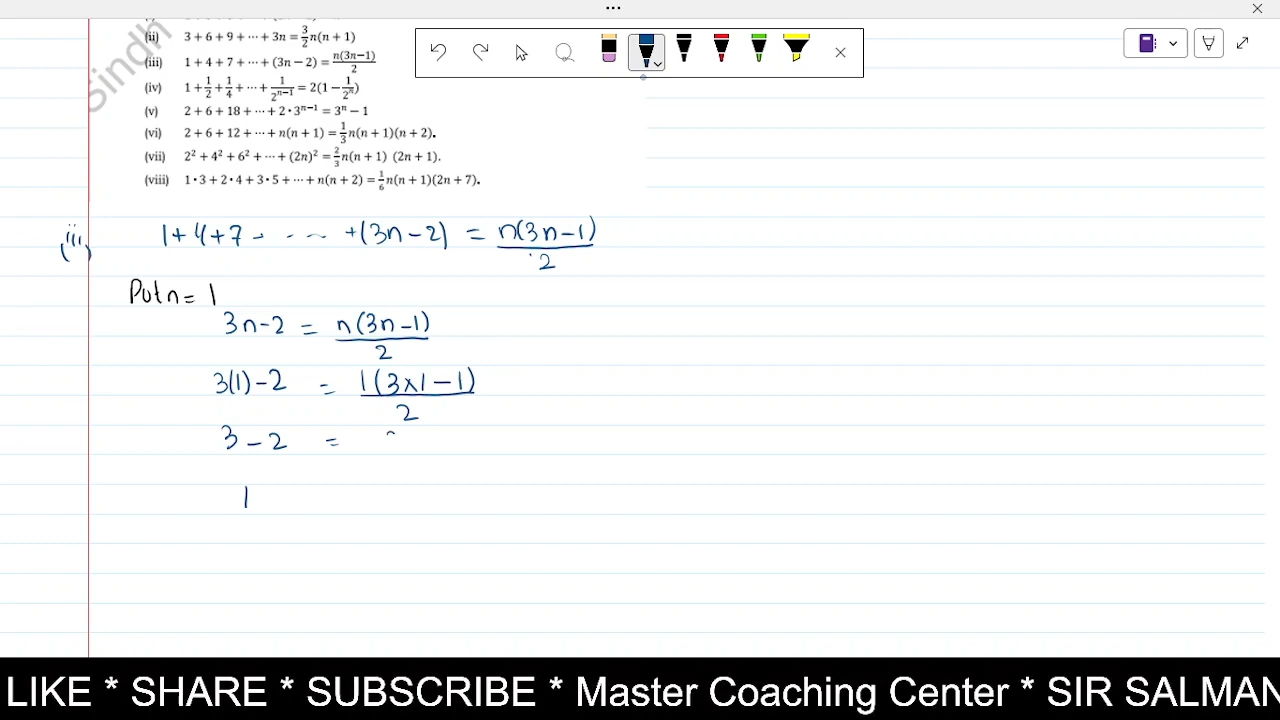 Sindh
(ii) 3 + 6 + 9 + ⋯ + 3n = 3/2 n(n + 1)
(iii) 1 + 4 + 7 + ⋯ + (3n − 2) = n(3n−1)/2
(iv) 1 + 1/2 + 1/4 + ⋯ + 1/2^(n−1) = 2(1 − 1/2^n)
(v) 2 + 6 + 18 + ⋯ + 2 • 3^(n−1) = 3^n − 1
(vi) 2 + 6 + 12 + ⋯ + n(n + 1) = 1/3 n(n + 1)(n + 2).
(vii) 2² + 4² + 6² + ⋯ + (2n)² = 2/3 n(n + 1) (2n + 1).
(viii) 1 • 3 + 2 • 4 + 3 • 5 + ⋯ + n(n + 2) = 1/6 n(n + 1)(2n + 7).
(iii) 1 + 4 + 7 - . . . . + (3n − 2) = n(3n − 1)/2
Put n = 1
3n − 2 = n(3n − 1)/2
3(1) − 2 = 1(3×1 − 1)/2
3 − 2 =
1
LIKE * SHARE * SUBSCRIBE * Master Coaching Center * SIR SALMAN